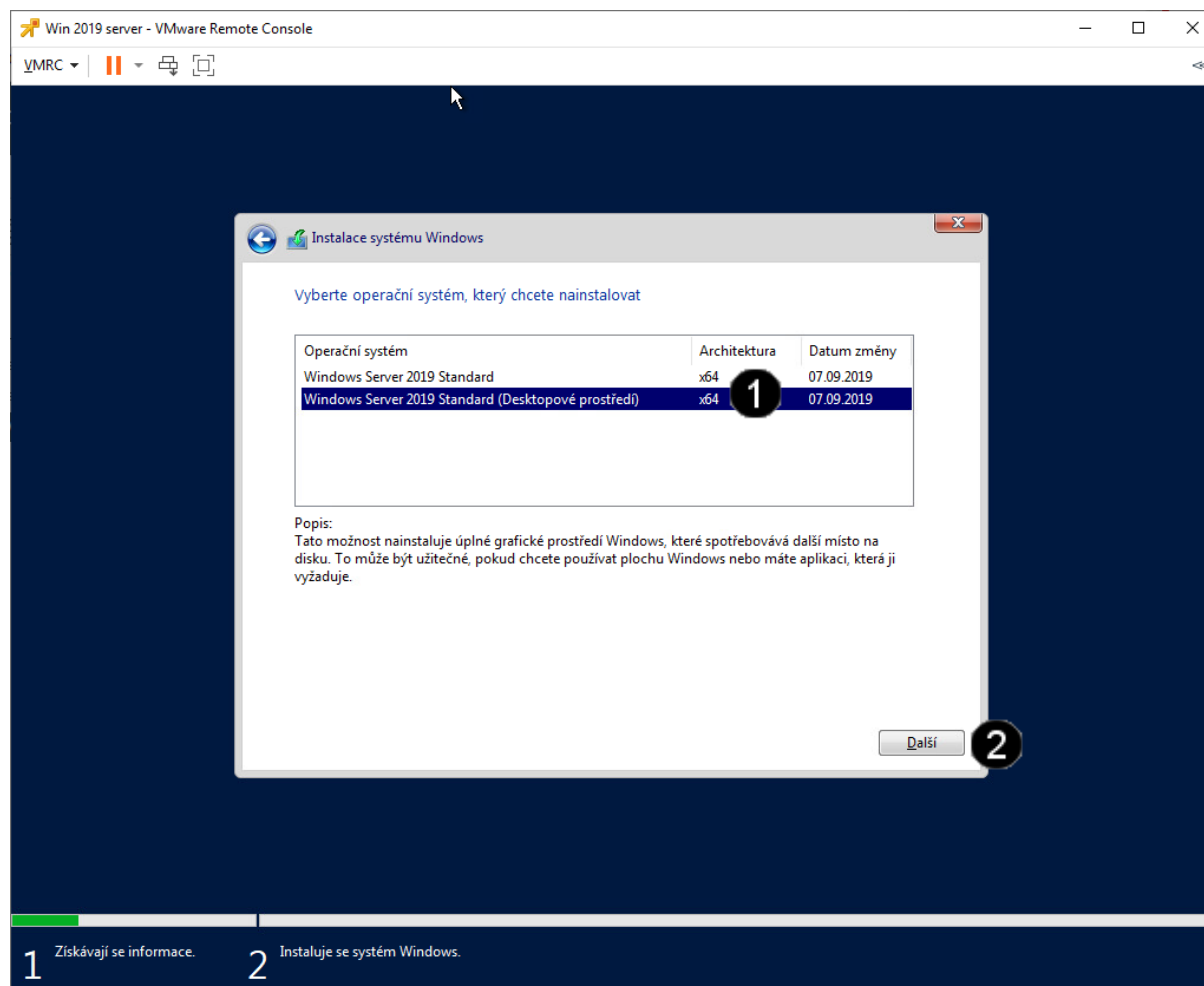 Win 2019 server - VMware Remote Console
VMRC
Instalace systému Windows
Vyberte operační systém, který chcete nainstalovat
Operační systém Architektura Datum změny
Windows Server 2019 Standard x64 07.09.2019
Windows Server 2019 Standard (Desktopové prostředí) x64 07.09.2019
1
Popis:
Tato možnost nainstaluje úplné grafické prostředí Windows, které spotřebovává další místo na
disku. To může být užitečné, pokud chcete používat plochu Windows nebo máte aplikaci, která ji
vyžaduje.
Další
2
1 Získávají se informace. 2 Instaluje se systém Windows.